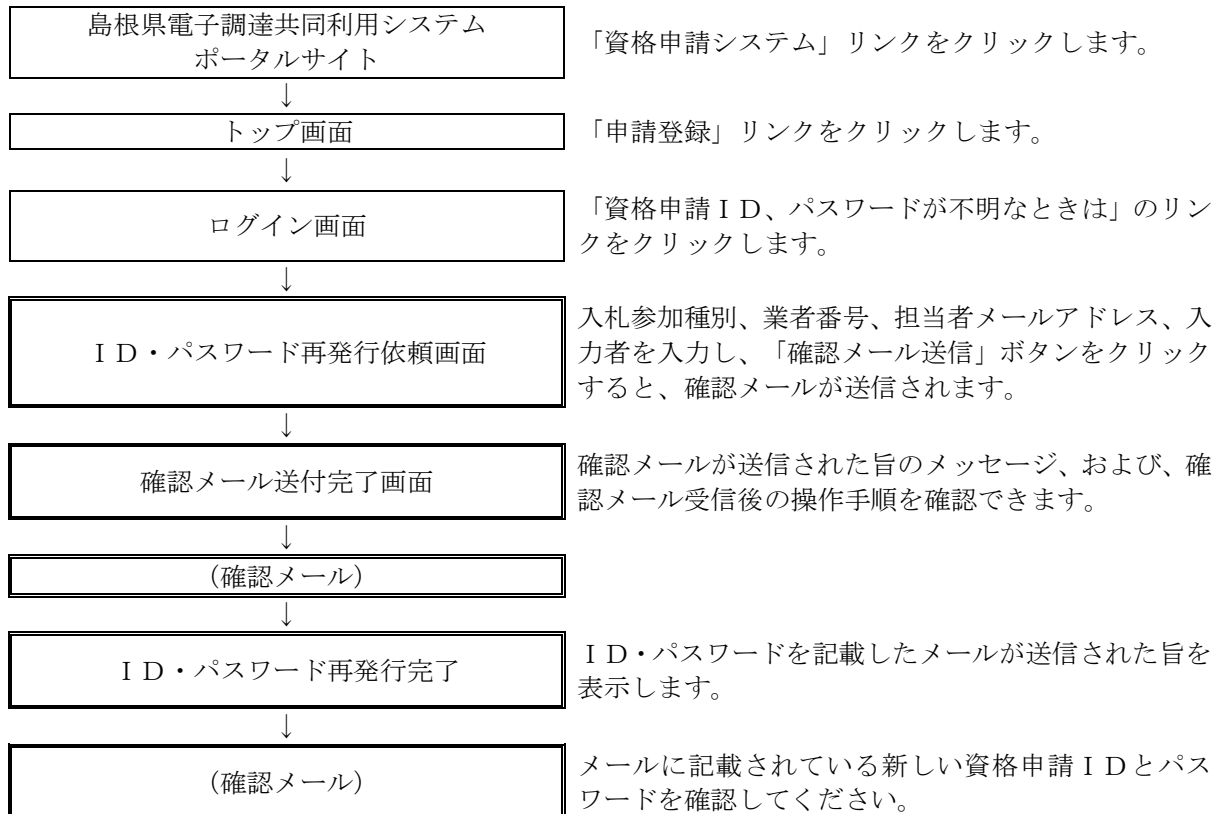 島根県電子調達共同利用システム
ポータルサイト
「資格申請システム」リンクをクリックします。
↓
トップ画面
「申請登録」リンクをクリックします。
↓
ログイン画面
「資格申請ＩＤ、パスワードが不明なときは」のリン
クをクリックします。
↓
ＩＤ・パスワード再発行依頼画面
入札参加種別、業者番号、担当者メールアドレス、入
力者を入力し、「確認メール送信」ボタンをクリック
すると、確認メールが送信されます。
↓
確認メール送付完了画面
確認メールが送信された旨のメッセージ、および、確
認メール受信後の操作手順を確認できます。
↓
（確認メール）
↓
ＩＤ・パスワード再発行完了
ＩＤ・パスワードを記載したメールが送信された旨を
表示します。
↓
（確認メール）
メールに記載されている新しい資格申請ＩＤとパス
ワードを確認してください。